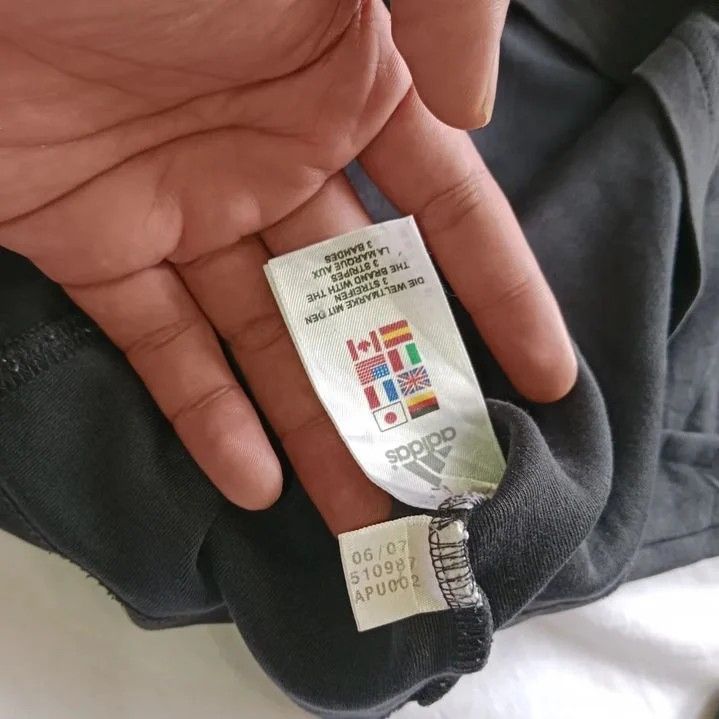 adidas
DIE WELTMARKE MIT DEN
3 STREIFEN
THE BRAND WITH THE
3 STRIPES
LA MARQUE AUX
3 BANDES
06/07
510987
APU002